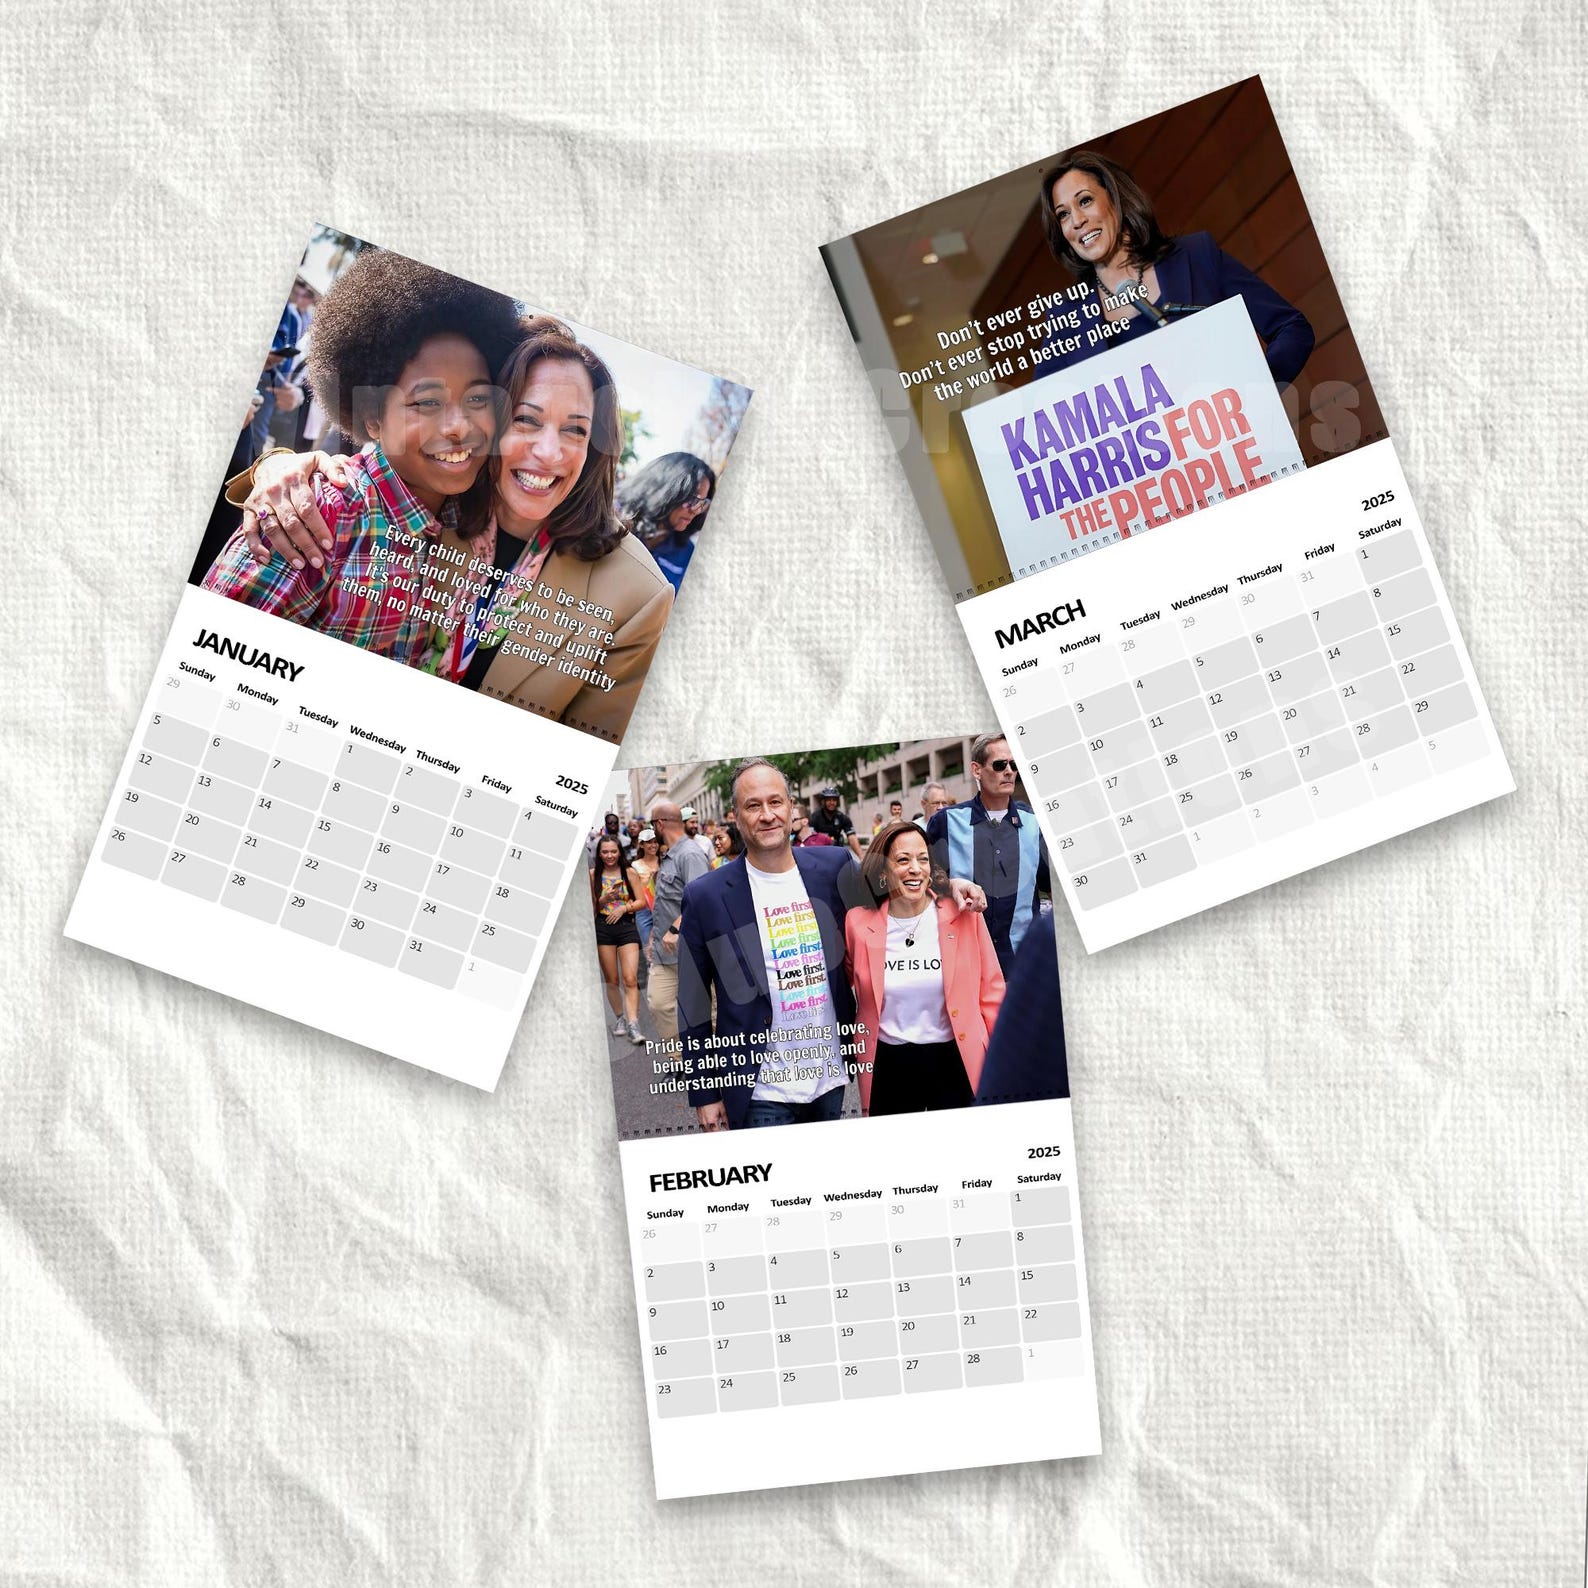 Every child deserves to be seen,
heard, and loved for who they are.
It's our duty to protect and uplift
them, no matter their gender identity
JANUARY 2025
Sunday Monday Tuesday Wednesday Thursday Friday Saturday
29 30 31 1 2 3 4
5 6 7 8 9 10 11
12 13 14 15 16 17 18
19 20 21 22 23 24 25
26 27 28 29 30 31 1
Don't ever give up.
Don't ever stop trying to make
the world a better place
KAMALA
HARRIS FOR
THE PEOPLE
MARCH 2025
Sunday Monday Tuesday Wednesday Thursday Friday Saturday
26 27 28 29 30 31 1
2 3 4 5 6 7 8
9 10 11 12 13 14 15
16 17 18 19 20 21 22
23 24 25 26 27 28 29
30 31 1 2 3 4 5
Love first.
Love first.
Love first.
Love first.
Love first.
Love first.
Love first.
Love first.
Love first.
Love first.
VE IS LO
Pride is about celebrating love,
being able to love openly, and
understanding that love is love
FEBRUARY 2025
Sunday Monday Tuesday Wednesday Thursday Friday Saturday
26 27 28 29 30 31 1
2 3 4 5 6 7 8
9 10 11 12 13 14 15
16 17 18 19 20 21 22
23 24 25 26 27 28 1